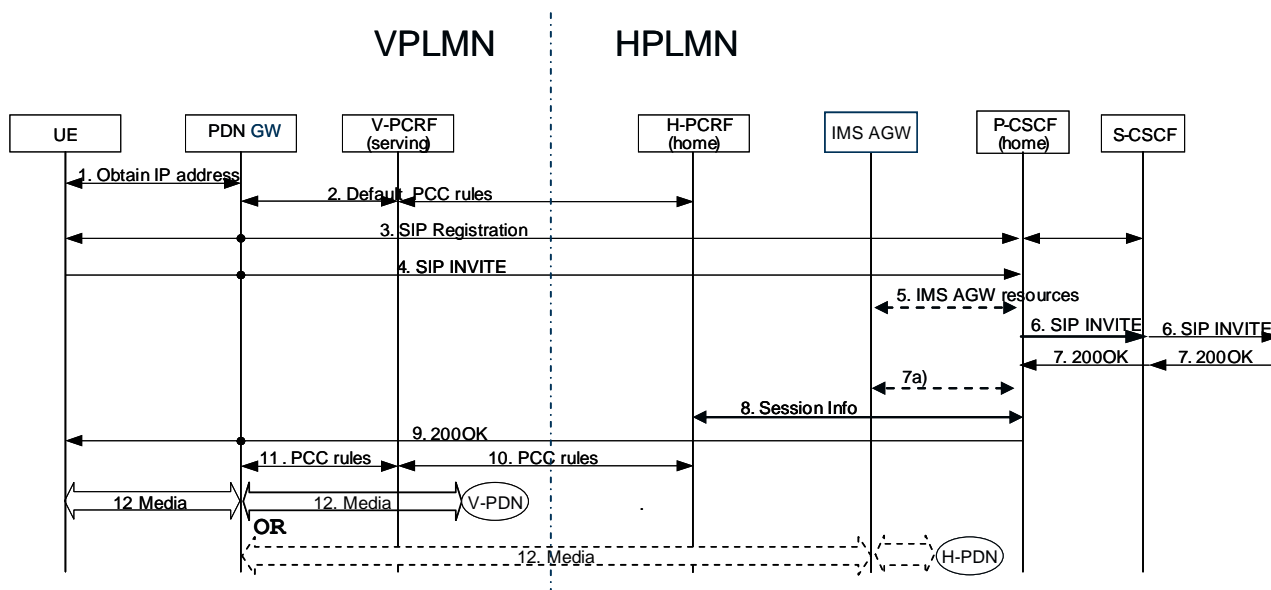 VPLMN
HPLMN
UE
PDN GW
V-PCRF
(serving)
H-PCRF
(home)
IMS AGW
P-CSCF
(home)
S-CSCF
1. Obtain IP address
2. Default PCC rules
3. SIP Registration
4. SIP INVITE
5. IMS AGW resources
6. SIP INVITE
6. SIP INVITE
7. 200OK
7. 200OK
7a)
8. Session Info
9. 200OK
11. PCC rules
10. PCC rules
12 Media
12. Media
V-PDN
OR
12. Media
H-PDN